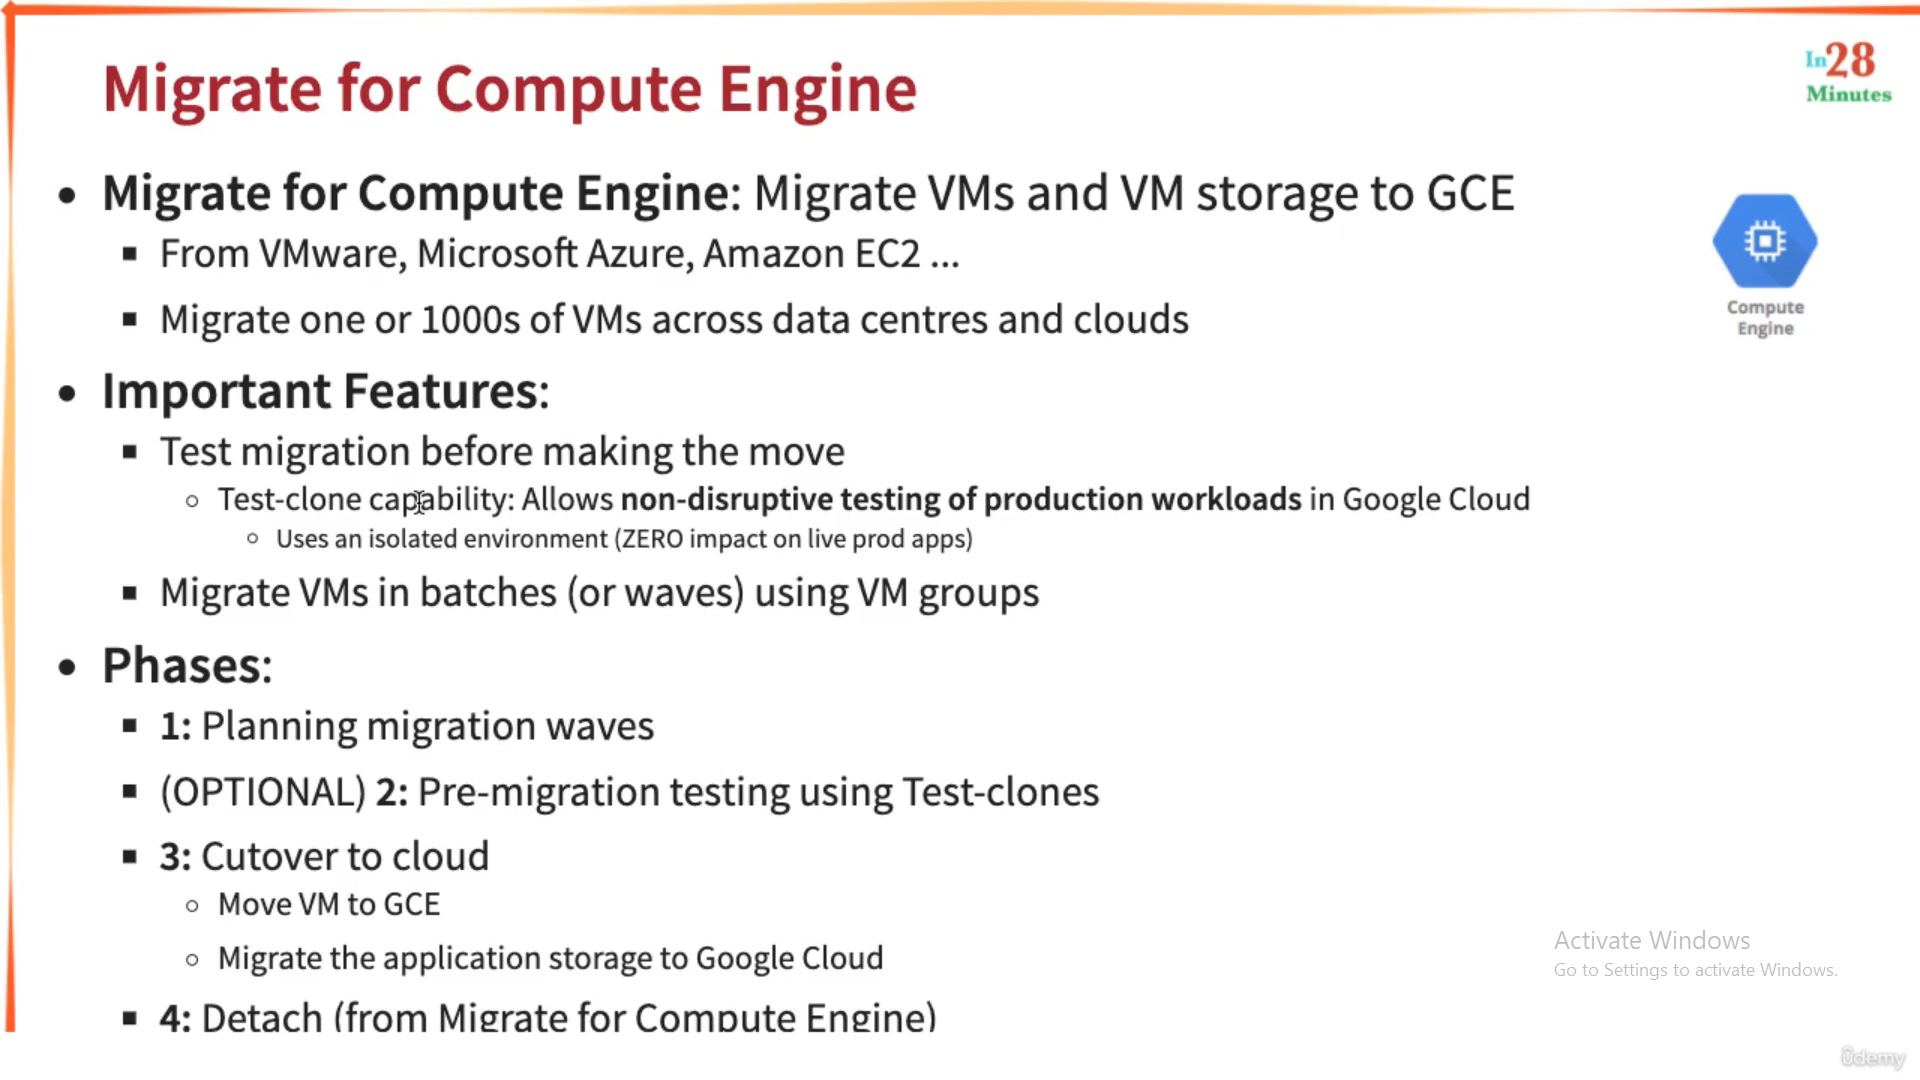 Migrate for Compute Engine
In28
Minutes
• Migrate for Compute Engine: Migrate VMs and VM storage to GCE
▪ From VMware, Microsoft Azure, Amazon EC2 ...
▪ Migrate one or 1000s of VMs across data centres and clouds
Compute
Engine
• Important Features:
▪ Test migration before making the move
○ Test-clone capability: Allows non-disruptive testing of production workloads in Google Cloud
○ Uses an isolated environment (ZERO impact on live prod apps)
▪ Migrate VMs in batches (or waves) using VM groups
• Phases:
▪ 1: Planning migration waves
▪ (OPTIONAL) 2: Pre-migration testing using Test-clones
▪ 3: Cutover to cloud
○ Move VM to GCE
○ Migrate the application storage to Google Cloud
▪ 4: Detach (from Migrate for Compute Engine)
Activate Windows
Go to Settings to activate Windows.
ûdemy